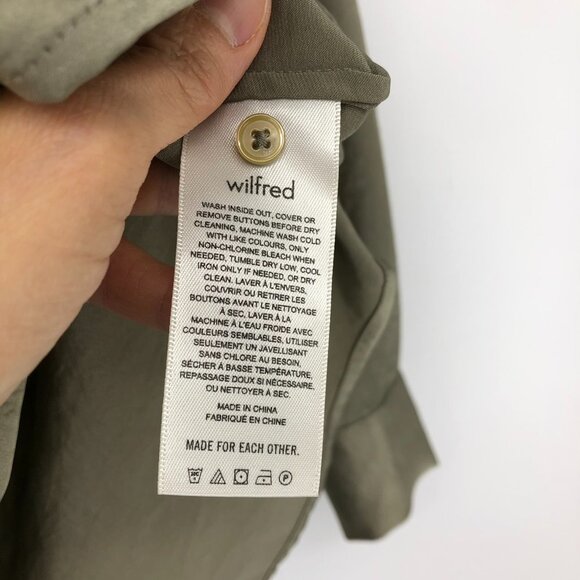 wilfred
WASH INSIDE OUT, COVER OR
REMOVE BUTTONS BEFORE DRY
CLEANING, MACHINE WASH COLD
WITH LIKE COLOURS, ONLY
NON-CHLORINE BLEACH WHEN
NEEDED, TUMBLE DRY LOW, COOL
IRON ONLY IF NEEDED, OR DRY
CLEAN. LAVER À L'ENVERS,
COUVRIR OU RETIRER LES
BOUTONS AVANT LE NETTOYAGE
À SEC, LAVER À LA
MACHINE À L'EAU FROIDE AVEC
COULEURS SEMBLABLES, UTILISER
SEULEMENT UN JAVELLISANT
SANS CHLORE AU BESOIN,
SÉCHER À BASSE TEMPÉRATURE,
REPASSAGE DOUX SI NÉCESSAIRE,
OU NETTOYER À SEC.
MADE IN CHINA
FABRIQUÉ EN CHINE
MADE FOR EACH OTHER.
30C P